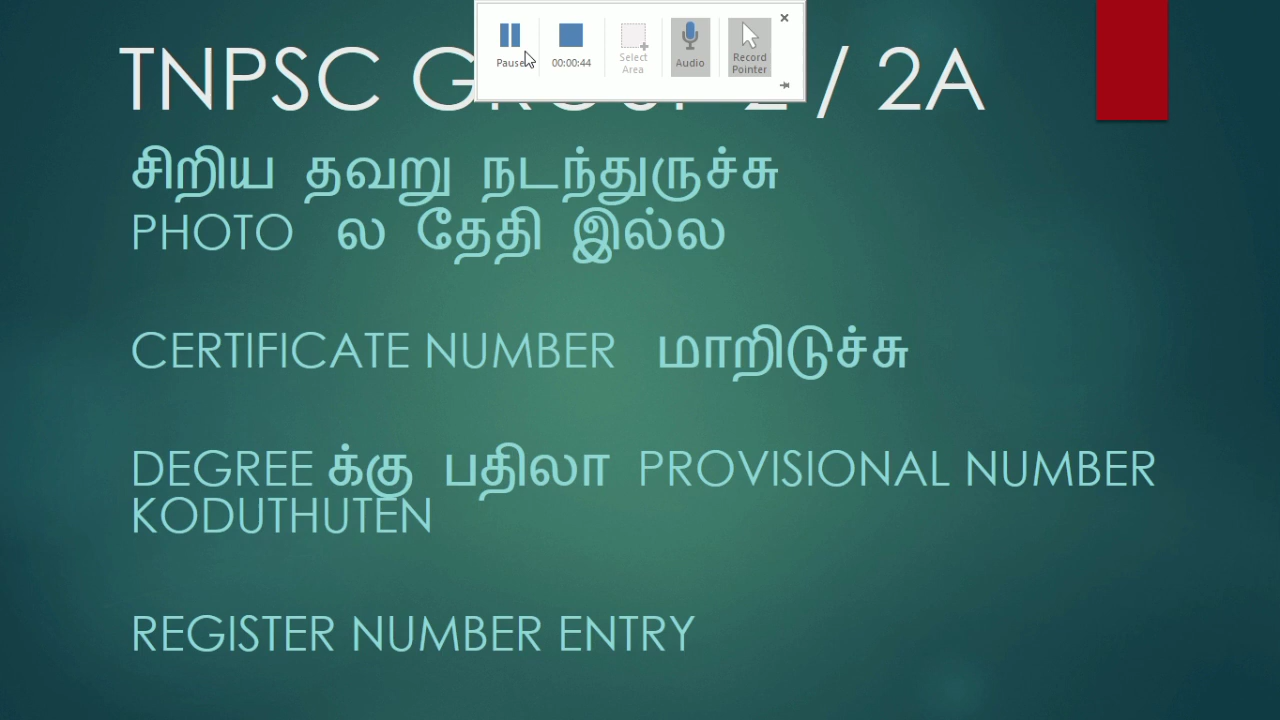 TNPSC / 2A
Pause
00:00:44
Select
Area
Audio
Record
Pointer
சிறிய தவறு நடந்துருச்சு
PHOTO ல தேதி இல்ல
CERTIFICATE NUMBER மாறிடுச்சு
DEGREE க்கு பதிலா PROVISIONAL NUMBER
KODUTHUTEN
REGISTER NUMBER ENTRY